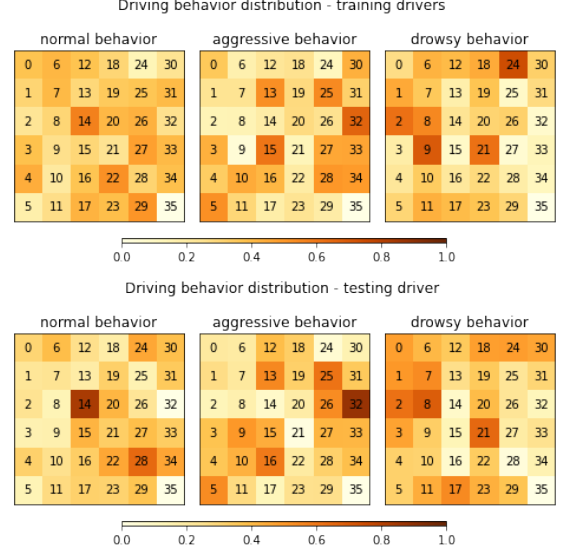 Driving behavior distribution - training drivers
normal behavior aggressive behavior drowsy behavior
0 6 12 18 24 30 0 6 12 18 24 30 0 6 12 18 24 30
1 7 13 19 25 31 1 7 13 19 25 31 1 7 13 19 25 31
2 8 14 20 26 32 2 8 14 20 26 32 2 8 14 20 26 32
3 9 15 21 27 33 3 9 15 21 27 33 3 9 15 21 27 33
4 10 16 22 28 34 4 10 16 22 28 34 4 10 16 22 28 34
5 11 17 23 29 35 5 11 17 23 29 35 5 11 17 23 29 35
0.0 0.2 0.4 0.6 0.8 1.0
Driving behavior distribution - testing driver
normal behavior aggressive behavior drowsy behavior
0 6 12 18 24 30 0 6 12 18 24 30 0 6 12 18 24 30
1 7 13 19 25 31 1 7 13 19 25 31 1 7 13 19 25 31
2 8 14 20 26 32 2 8 14 20 26 32 2 8 14 20 26 32
3 9 15 21 27 33 3 9 15 21 27 33 3 9 15 21 27 33
4 10 16 22 28 34 4 10 16 22 28 34 4 10 16 22 28 34
5 11 17 23 29 35 5 11 17 23 29 35 5 11 17 23 29 35
0.0 0.2 0.4 0.6 0.8 1.0